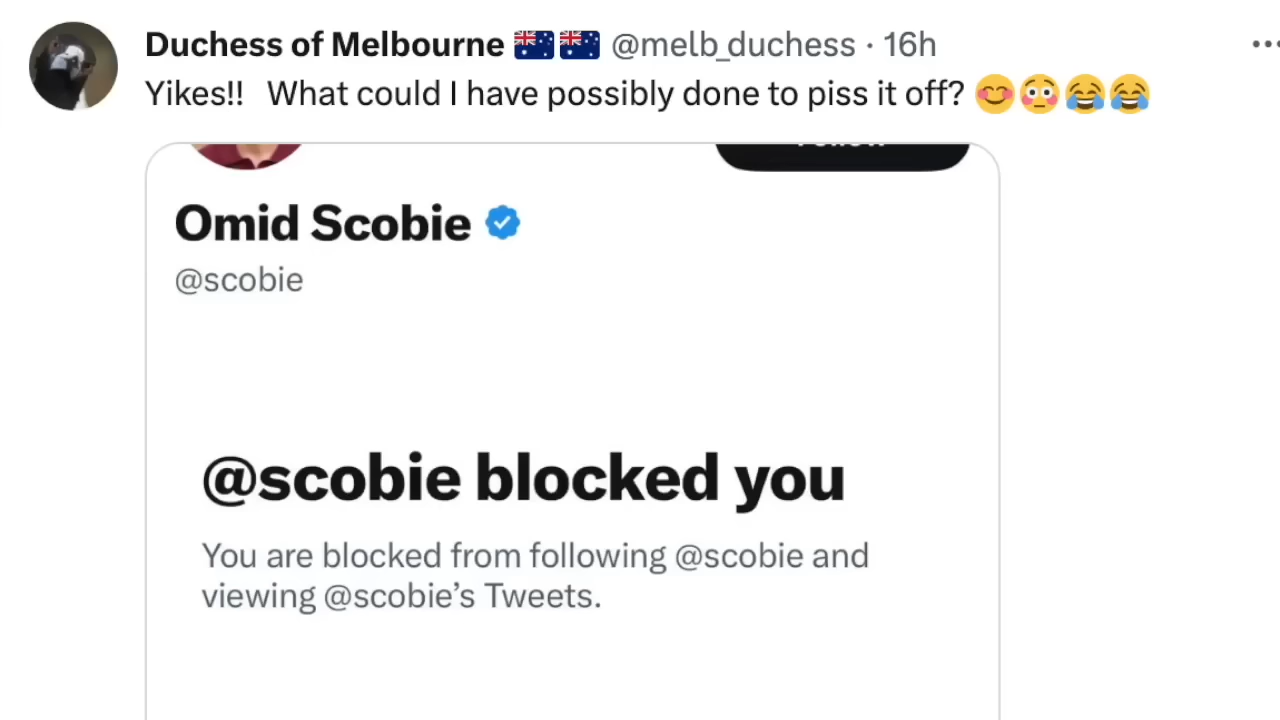 Duchess of Melbourne 🇦🇺🇦🇺 @melb_duchess · 16h
Yikes!! What could I have possibly done to piss it off? 😊😳😂😂
Omid Scobie
@scobie
@scobie blocked you
You are blocked from following @scobie and
viewing @scobie’s Tweets.